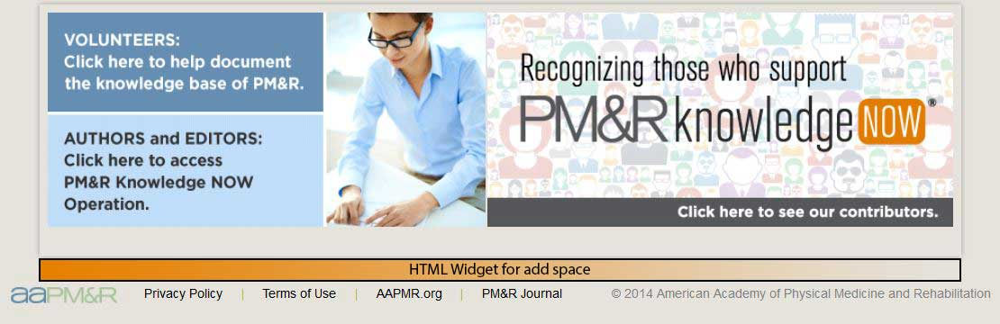 VOLUNTEERS:
Click here to help document
the knowledge base of PM&R.
AUTHORS and EDITORS:
Click here to access
PM&R Knowledge NOW
Operation.
Recognizing those who support
PM&R knowledge NOW®
Click here to see our contributors.
HTML Widget for add space
aaPM&R Privacy Policy | Terms of Use | AAPMR.org | PM&R Journal © 2014 American Academy of Physical Medicine and Rehabilitation